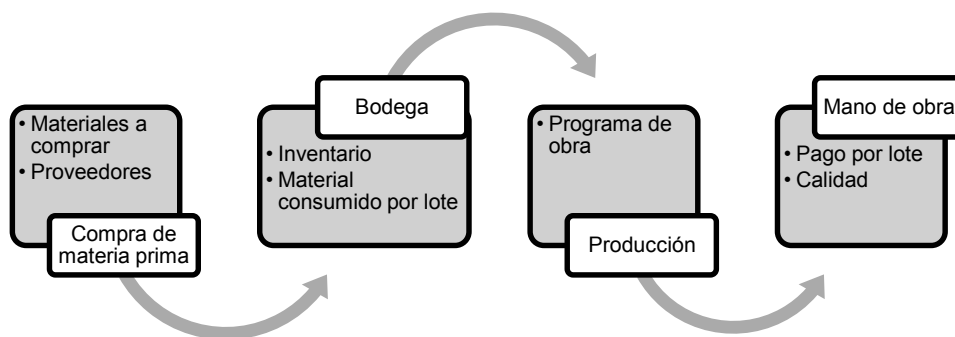 • Materiales a
comprar
• Proveedores
Compra de
materia prima
Bodega
• Inventario
• Material
consumido por lote
• Programa de
obra
Producción
Mano de obra
• Pago por lote
• Calidad